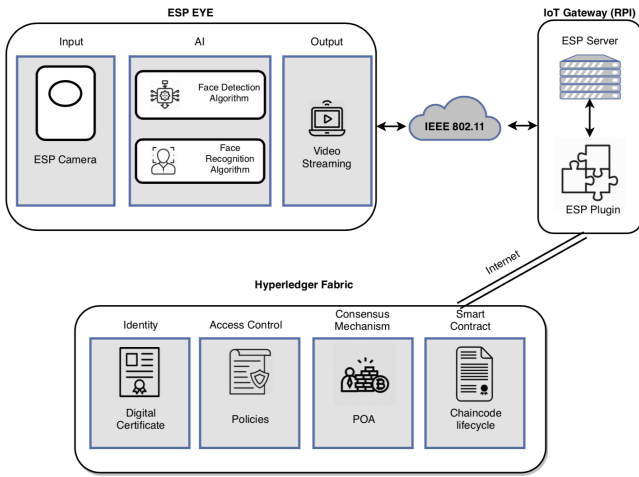 ESP EYE
Input
AI
Output
ESP Camera
Face Detection
Algorithm
Face
Recognition
Algorithm
Video
Streaming
IEEE 802.11
IoT Gateway (RPI)
ESP Server
ESP Plugin
Internet
Hyperledger Fabric
Identity
Access Control
Consensus
Mechanism
Smart
Contract
Digital
Certificate
Policies
POA
Chaincode
lifecycle